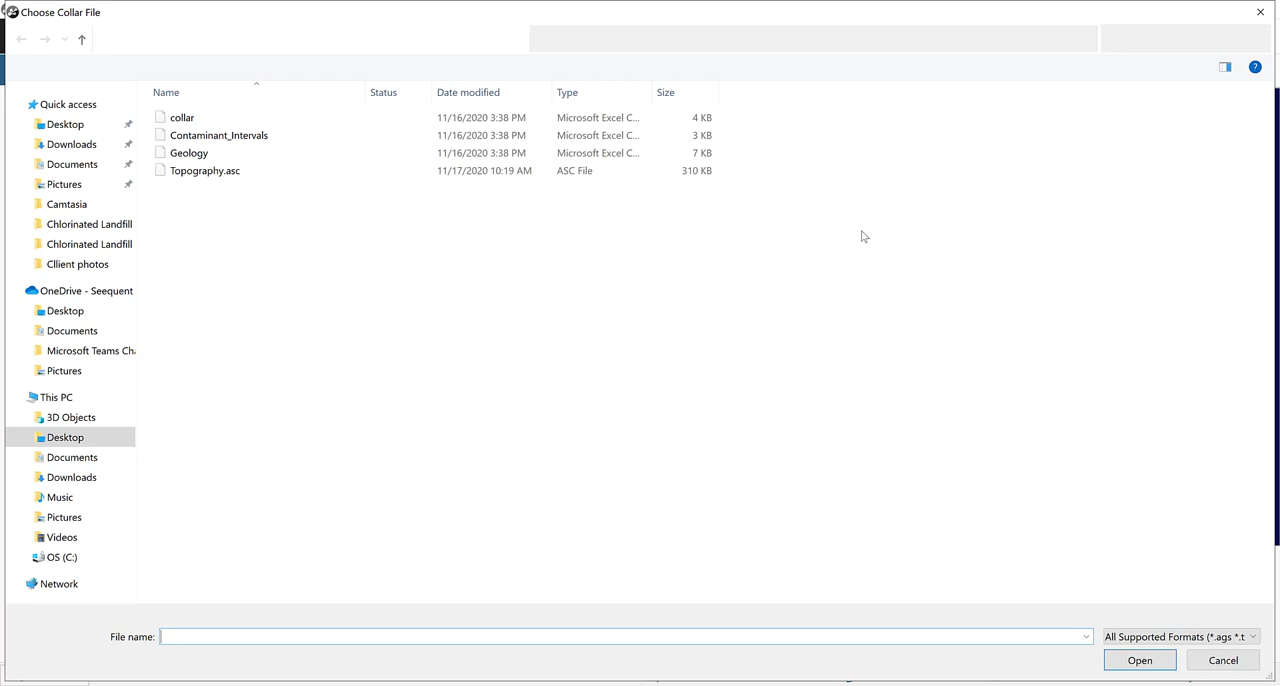 Choose Collar File
Name Status Date modified Type Size
Quick access
Desktop
Downloads
Documents
Pictures
Camtasia
Chlorinated Landfill
Chlorinated Landfill
Cllient photos
OneDrive - Seequent
Desktop
Documents
Microsoft Teams Cha
Pictures
This PC
3D Objects
Desktop
Documents
Downloads
Music
Pictures
Videos
OS (C:)
Network
collar 11/16/2020 3:38 PM Microsoft Excel C... 4 KB
Contaminant_Intervals 11/16/2020 3:38 PM Microsoft Excel C... 3 KB
Geology 11/16/2020 3:38 PM Microsoft Excel C... 7 KB
Topography.asc 11/17/2020 10:19 AM ASC File 310 KB
File name:
All Supported Formats (*.ags *.t
Open
Cancel